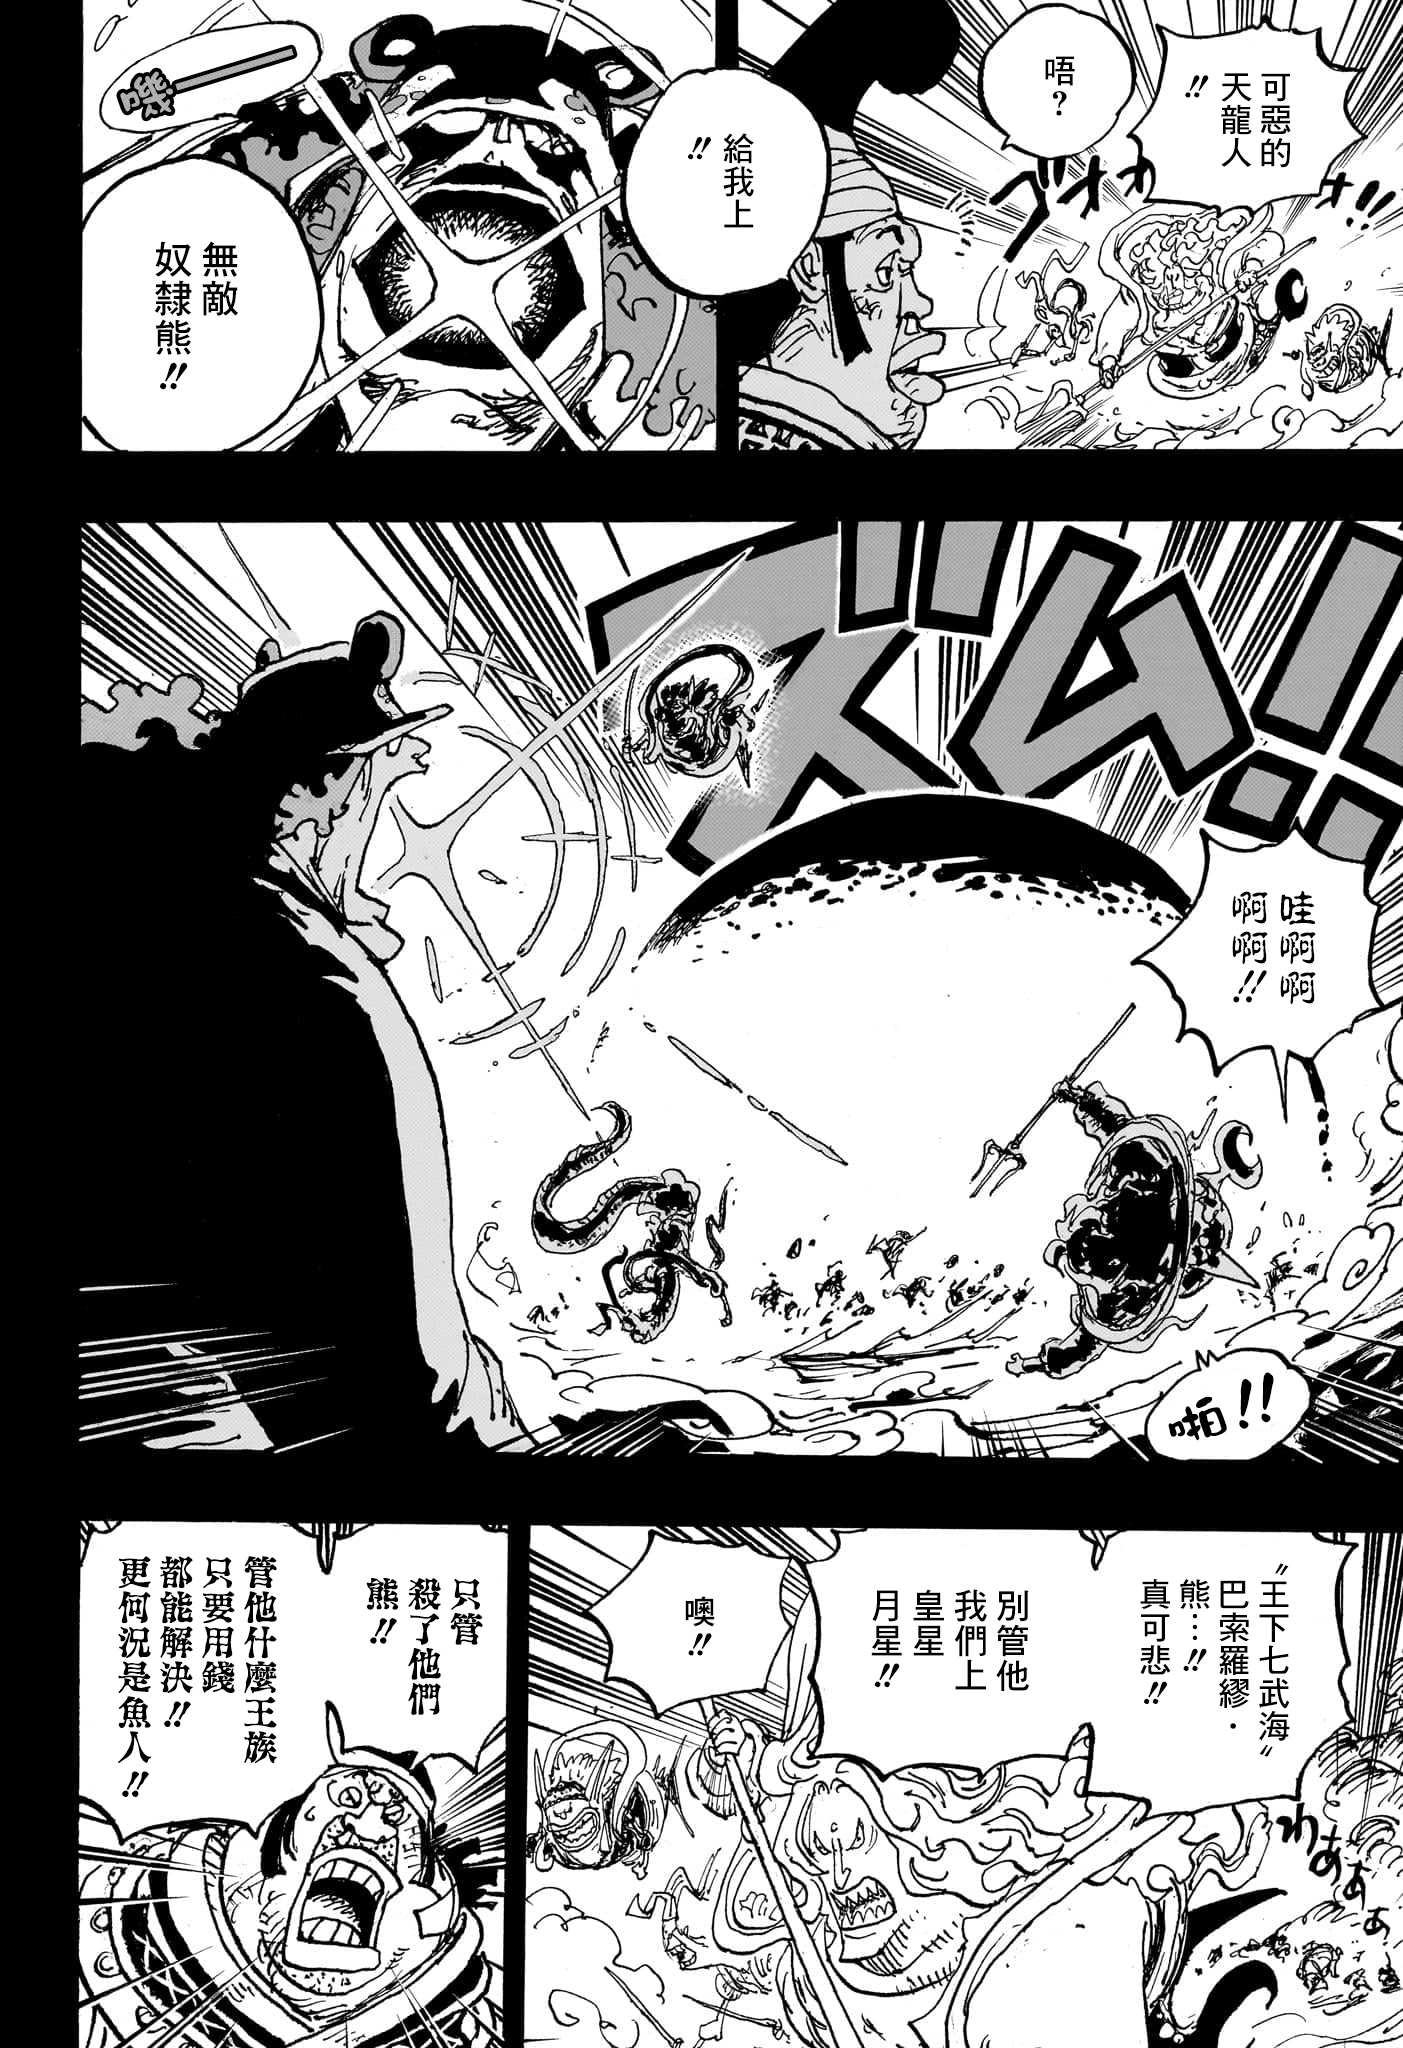 可惡的
天龍人
!!
唔?
ズオオオ!!
給我上
!!
嘰
無敵
奴隸熊!!
ズム!!
哇啊啊
啊啊!!
啪!!
“王下七武海”
巴索羅繆．
熊…!!
真可悲!!
別管他
我們上
皇星
月星!!
噢!!
わあぁぁ
只管
殺了他們
熊!!
管他什麼王族
只要用錢
都能解決!!
更何況是魚人!!